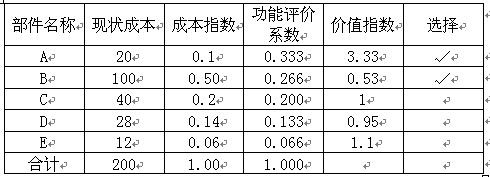 部件名称 现状成本 成本指数 功能评价系数 价值指数 选择
A 20 0.1 0.333 3.33 ✓
B 100 0.50 0.266 0.53 ✓
C 40 0.2 0.200 1
D 28 0.14 0.133 0.95
E 12 0.06 0.066 1.1
合计 200 1.00 1.000